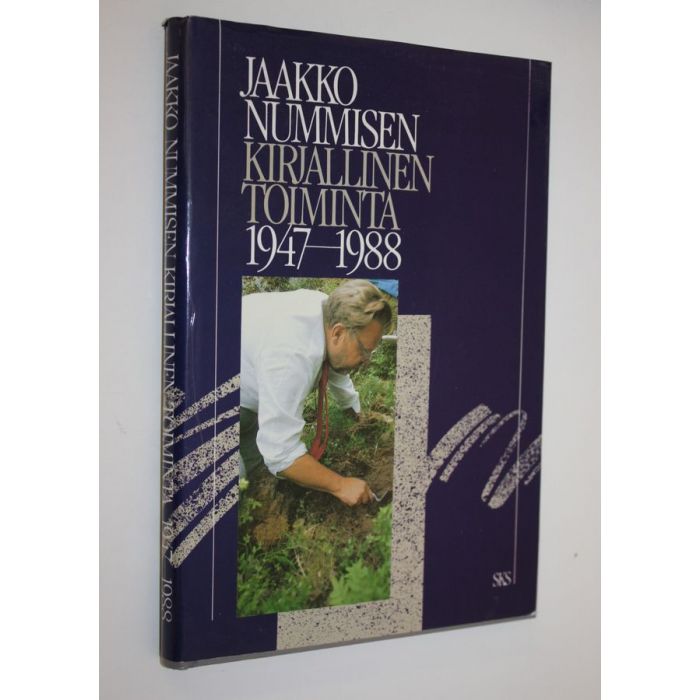 JAAKKO
NUMMISEN
KIRJALLINEN
TOIMINTA
1947—1988
SKS
JAAKKO NUMMISEN KIRJALLINEN TOIMINTA 1947–1988